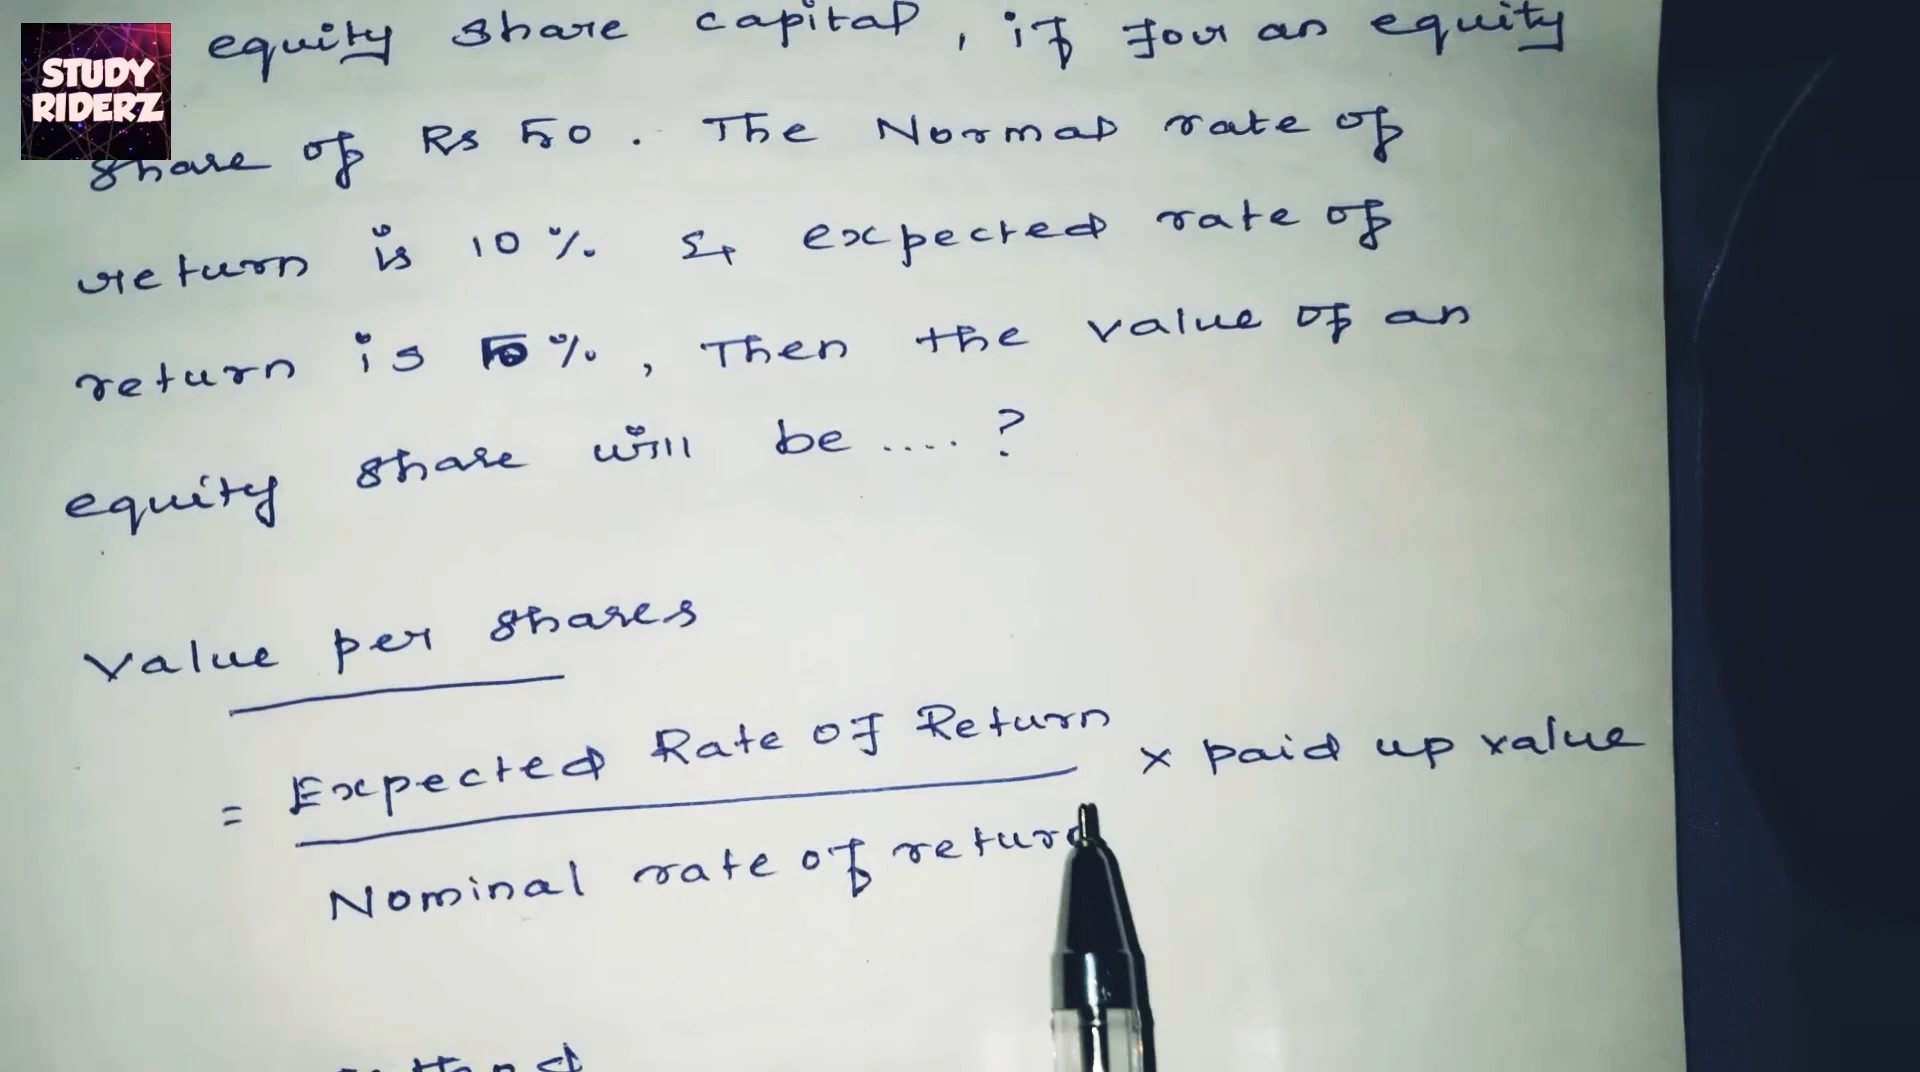 STUDY
RIDERZ
equity share capital, if for an equity
share of Rs 50. The Normal rate of
return is 10% & expected rate of
return is 5%, Then the value of an
equity share will be ....?
Value per shares
= Expected Rate of Return × paid up value
Nominal rate of return